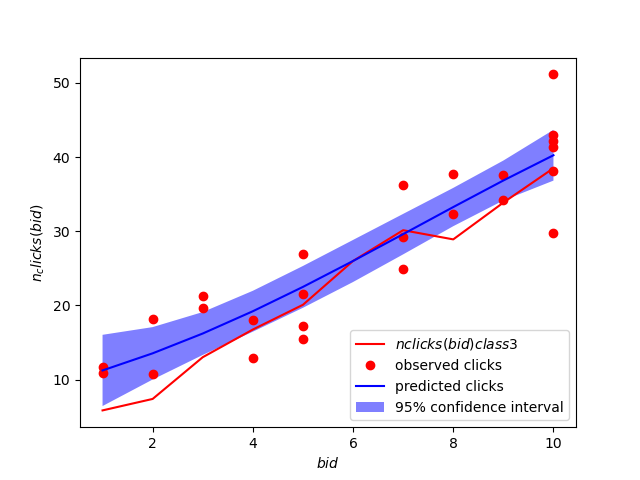 50
40
30
20
10
n_clicks(bid)
nclicks(bid)class3
observed clicks
predicted clicks
95% confidence interval
2
4
6
8
10
bid